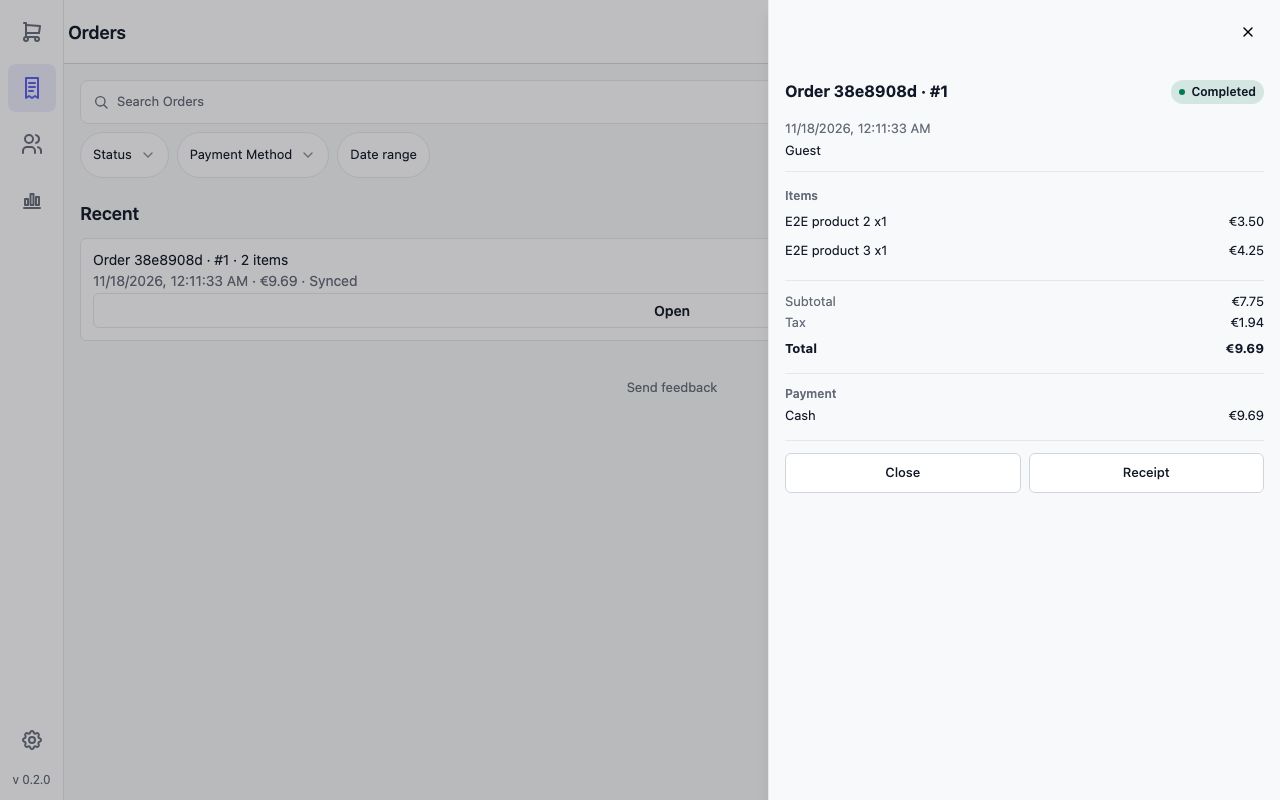 Orders
Search Orders
Status
Payment Method
Date range
Recent
Order 38e8908d · #1 · 2 items
11/18/2026, 12:11:33 AM · €9.69 · Synced
Open
Send feedback
v 0.2.0
Order 38e8908d · #1
Completed
11/18/2026, 12:11:33 AM
Guest
Items
E2E product 2 x1 €3.50
E2E product 3 x1 €4.25
Subtotal €7.75
Tax €1.94
Total €9.69
Payment
Cash €9.69
Close
Receipt